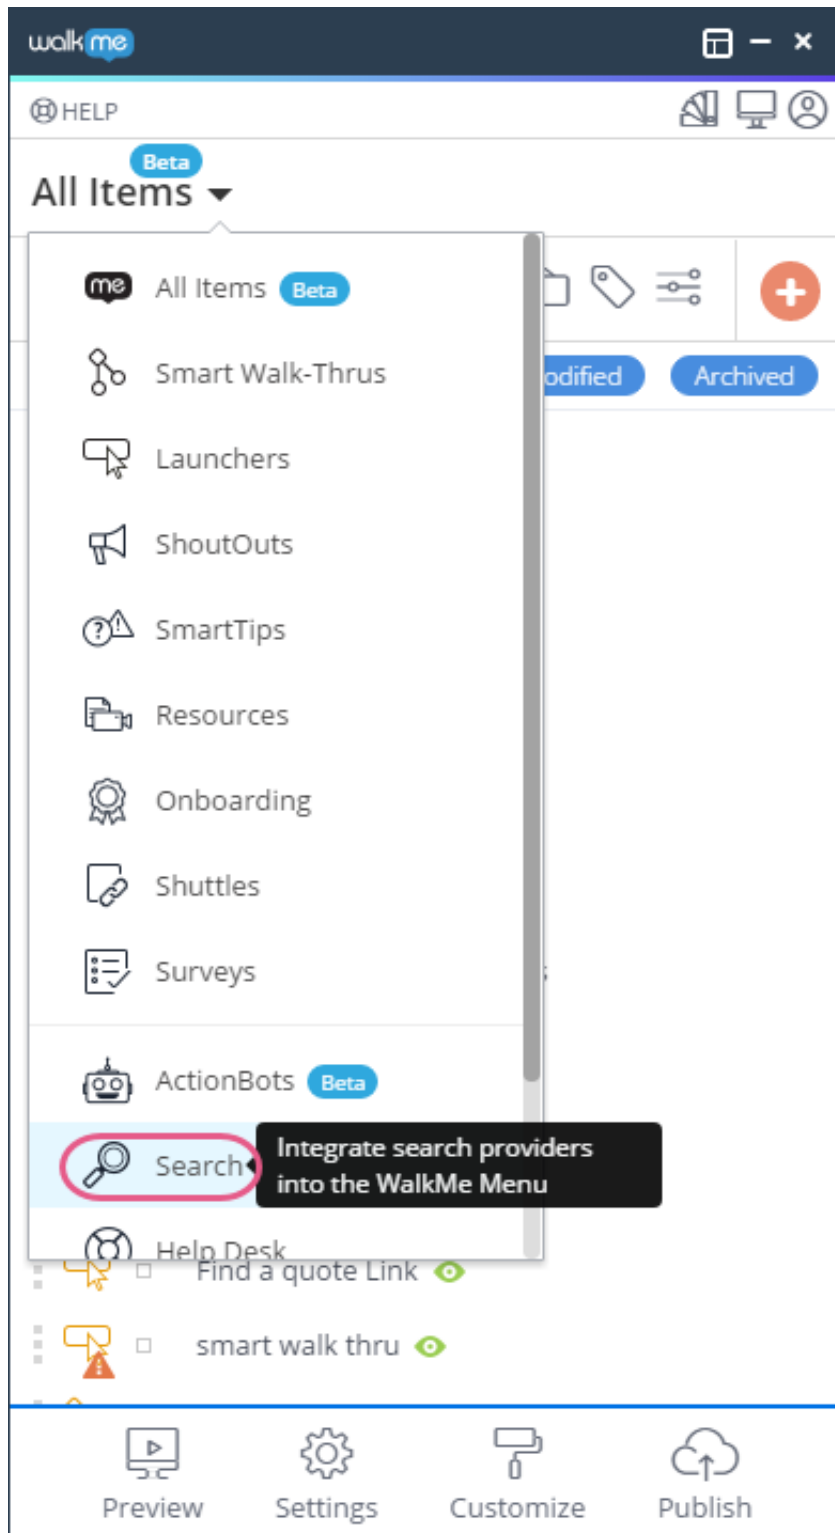 walkme
HELP
Beta
All Items
me All Items Beta
Smart Walk-Thrus
odified Archived
Launchers
ShoutOuts
SmartTips
Resources
Onboarding
Shuttles
Surveys
ActionBots Beta
Search
Integrate search providers
into the WalkMe Menu
Help Desk
Find a quote Link
smart walk thru
Preview Settings Customize Publish